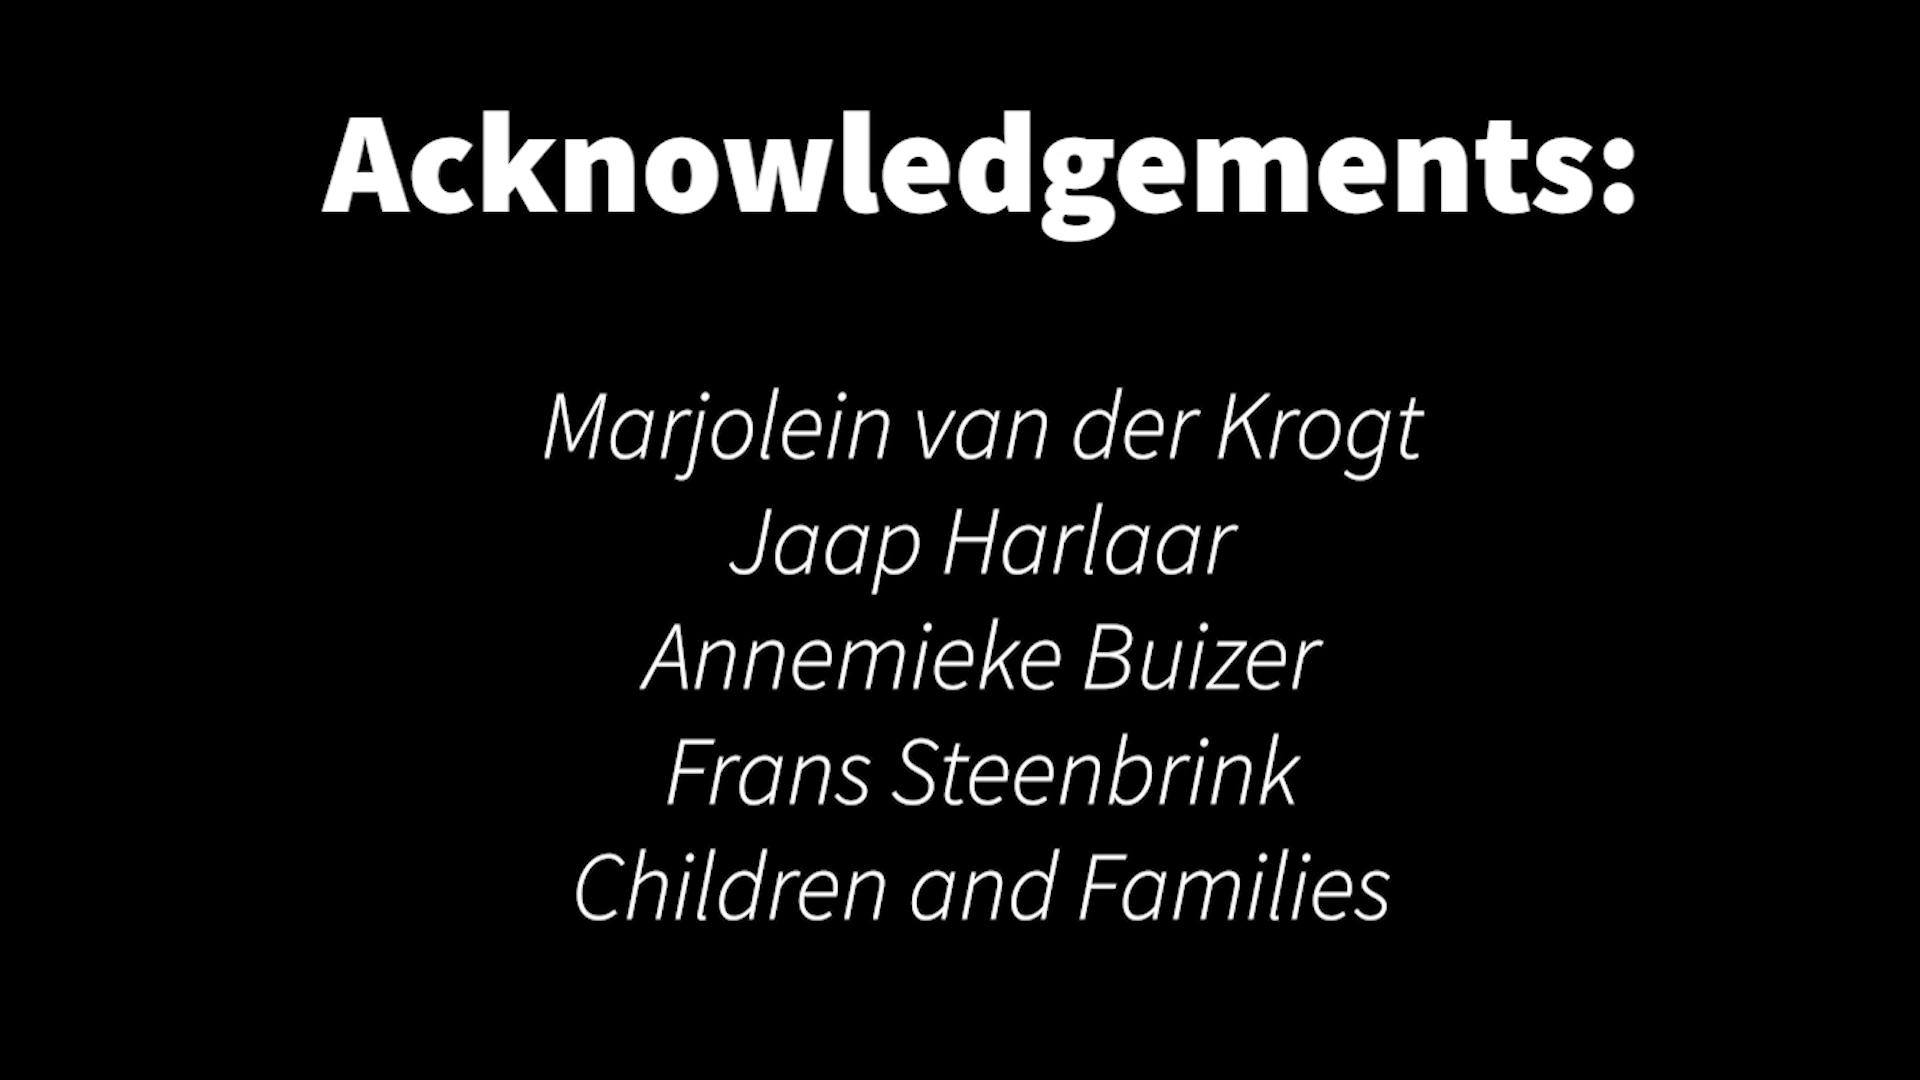 Acknowledgements:
Marjolein van der Krogt
Jaap Harlaar
Annemieke Buizer
Frans Steenbrink
Children and Families